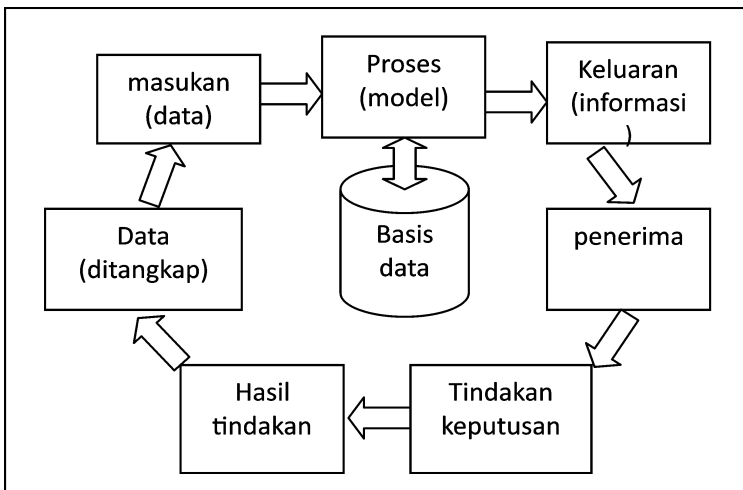 masukan
(data)
Proses
(model)
Keluaran
(informasi
)
Data
(ditangkap)
Basis
data
penerima
Hasil
tindakan
Tindakan
keputusan